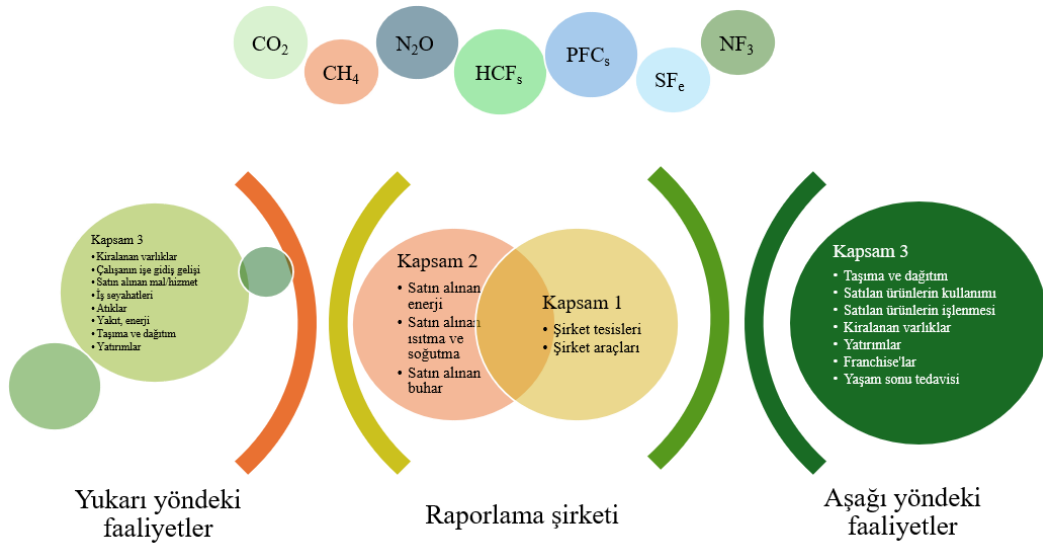 CO₂
CH₄
N₂O
HCFₛ
PFCₛ
SFₑ
NF₃
Kapsam 3
• Kiralanan varlıklar
• Çalışanın işe gidiş gelişi
• Satın alınan mal/hizmet
• İş seyahatleri
• Atıklar
• Yakıt, enerji
• Taşıma ve dağıtım
• Yatırımlar
Yukarı yöndeki
faaliyetler
Kapsam 2
• Satın alınan
enerji
• Satın alınan
ısıtma ve
soğutma
• Satın alınan
buhar
Kapsam 1
• Şirket tesisleri
• Şirket araçları
Raporlama şirketi
Kapsam 3
• Taşıma ve dağıtım
• Satılan ürünlerin kullanımı
• Satılan ürünlerin işlenmesi
• Kiralanan varlıklar
• Yatırımlar
• Franchise'lar
• Yaşam sonu tedavisi
Aşağı yöndeki
faaliyetler